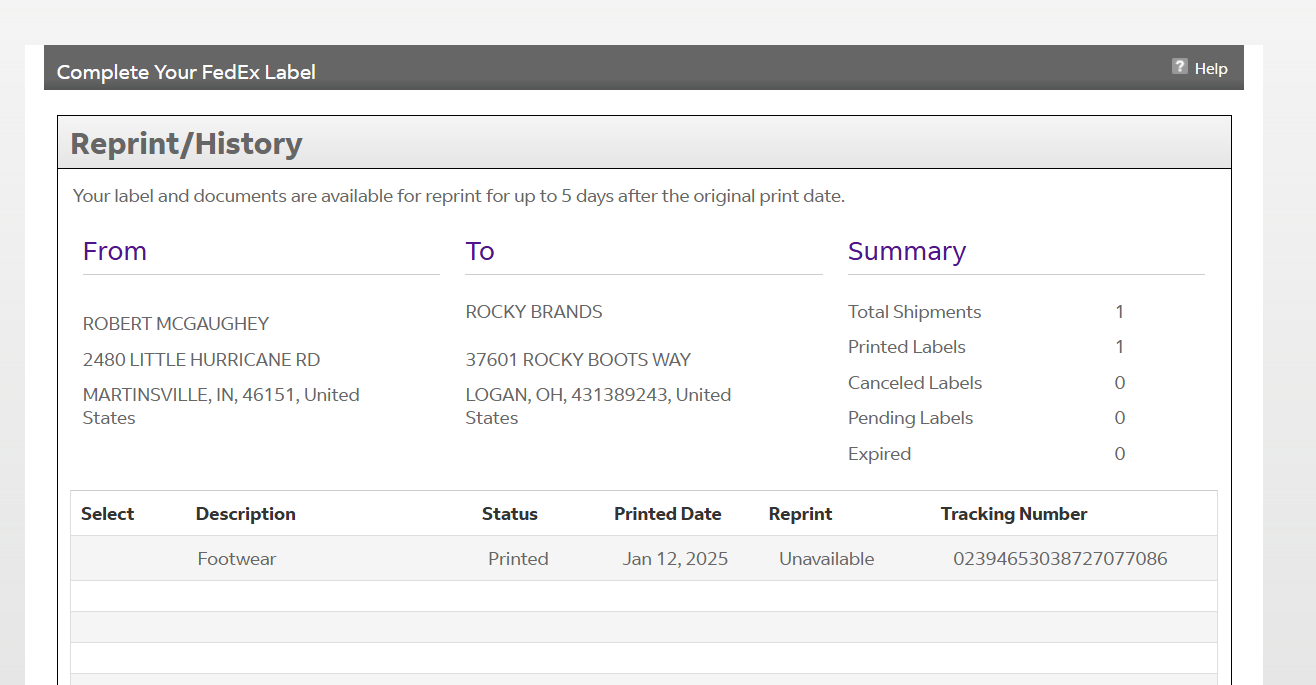 Complete Your FedEx Label
? Help
Reprint/History
Your label and documents are available for reprint for up to 5 days after the original print date.
From
ROBERT MCGAUGHEY
2480 LITTLE HURRICANE RD
MARTINSVILLE, IN, 46151, United
States
To
ROCKY BRANDS
37601 ROCKY BOOTS WAY
LOGAN, OH, 431389243, United
States
Summary
Total Shipments 1
Printed Labels 1
Canceled Labels 0
Pending Labels 0
Expired 0
Select Description Status Printed Date Reprint Tracking Number
Footwear Printed Jan 12, 2025 Unavailable 02394653038727077086